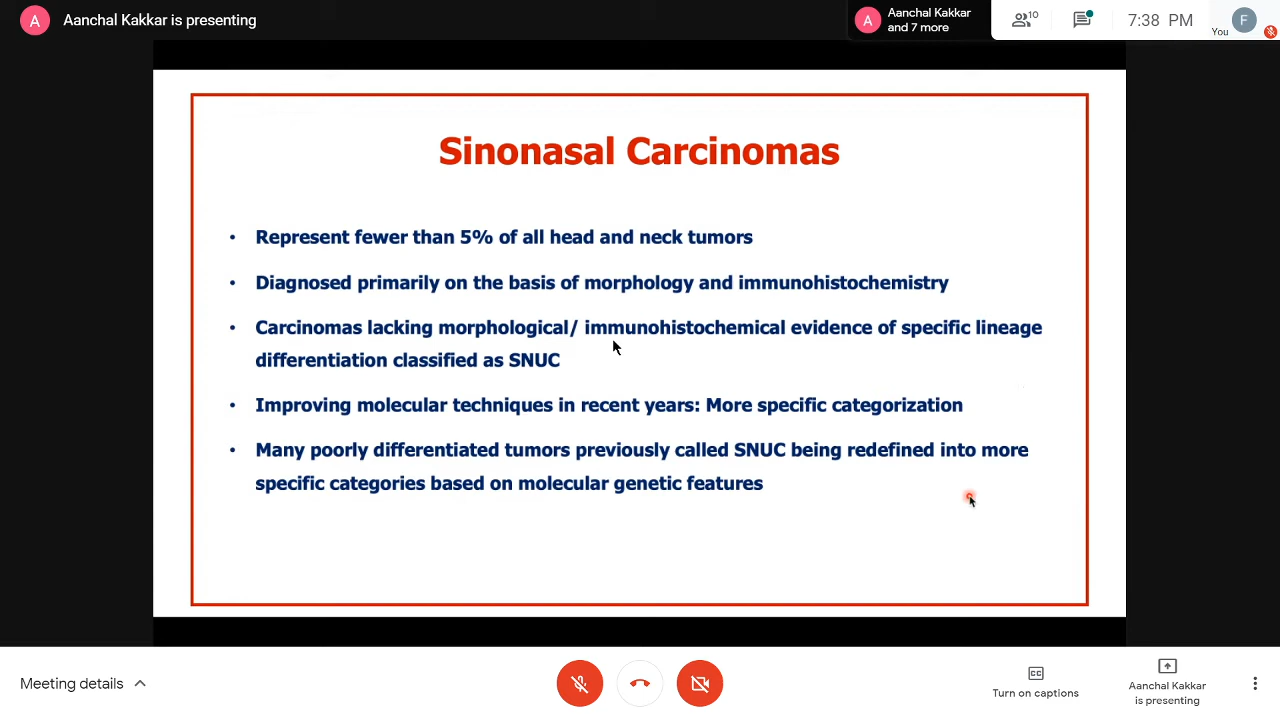 A Aanchal Kakkar is presenting
A Aanchal Kakkar
and 7 more
10
7:38 PM
You
F
Sinonasal Carcinomas
• Represent fewer than 5% of all head and neck tumors
• Diagnosed primarily on the basis of morphology and immunohistochemistry
• Carcinomas lacking morphological/ immunohistochemical evidence of specific lineage
differentiation classified as SNUC
• Improving molecular techniques in recent years: More specific categorization
• Many poorly differentiated tumors previously called SNUC being redefined into more
specific categories based on molecular genetic features
Meeting details
CC
Turn on captions
Aanchal Kakkar
is presenting